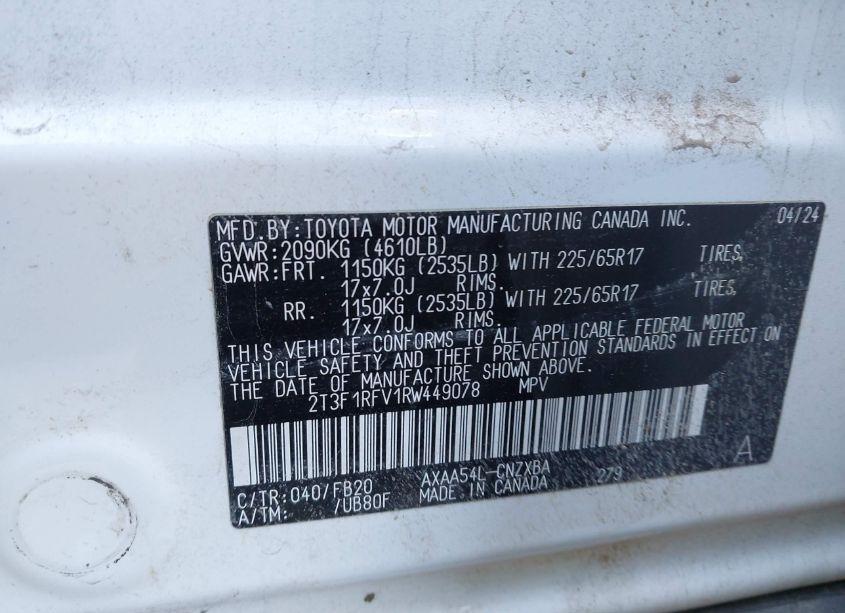 MFD.BY:TOYOTA MOTOR MANUFACTURING CANADA INC. 04/24
GVWR:2090KG (4610LB)
GAWR:FRT. 1150KG (2535LB) WITH 225/65R17 TIRES,
17x7.0J RIMS.
RR. 1150KG (2535LB) WITH 225/65R17 TIRES,
17x7.0J RIMS.
THIS VEHICLE CONFORMS TO ALL APPLICABLE FEDERAL MOTOR
VEHICLE SAFETY AND THEFT PREVENTION STANDARDS IN EFFECT ON
THE DATE OF MANUFACTURE SHOWN ABOVE.
2T3F1RFV1RW449078 MPV
A
C/TR:040/FB20 AXAA54L-CNZXBA 279
A/TM: /UB80F MADE IN CANADA